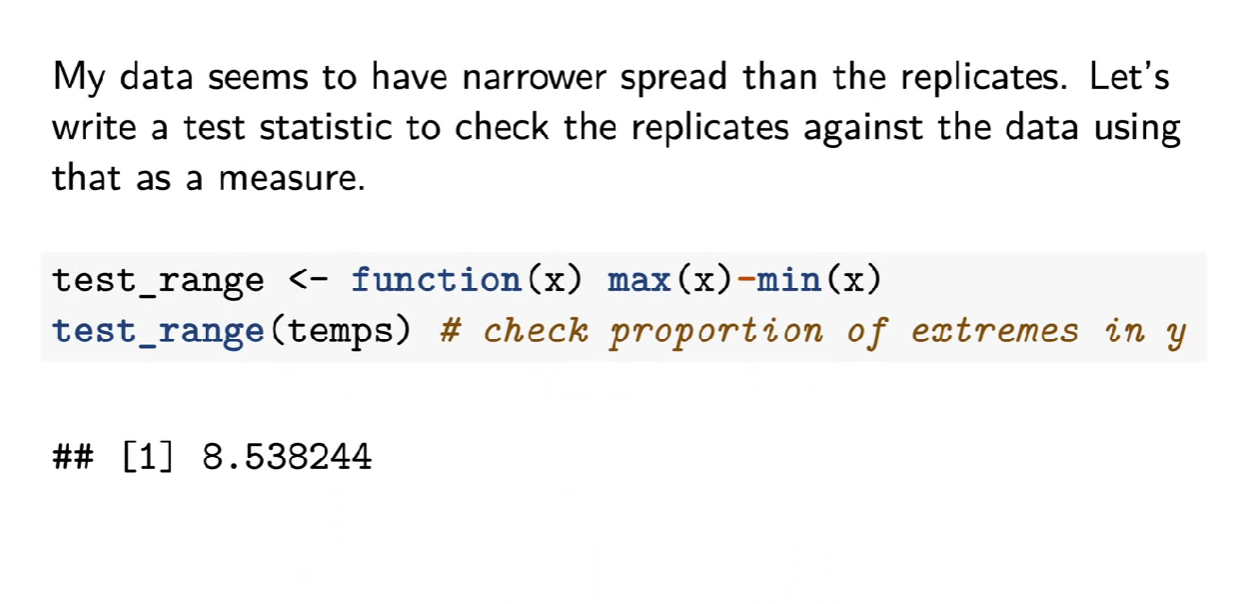 My data seems to have narrower spread than the replicates. Let's
write a test statistic to check the replicates against the data using
that as a measure.
test_range <- function(x) max(x)-min(x)
test_range(temps) # check proportion of extremes in y
## [1] 8.538244